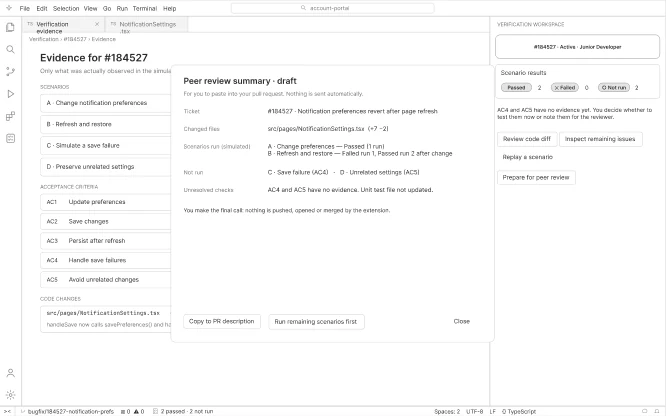 File Edit Selection View Go Run Terminal Help
account-portal
TS Verification evidence ×
TS NotificationSettings.tsx
Verification › #184527 › Evidence
Evidence for #184527
Only what was actually observed in the simula
SCENARIOS
A · Change notification preferences
B · Refresh and restore
C · Simulate a save failure
D · Preserve unrelated settings
ACCEPTANCE CRITERIA
AC1 Update preferences
AC2 Save changes
AC3 Persist after refresh
AC4 Handle save failures
AC5 Avoid unrelated changes
CODE CHANGES
src/pages/NotificationSettings.tsx
handleSave now calls savePreferences() and
Peer review summary · draft
For you to paste into your pull request. Nothing is sent automatically.
Ticket #184527 · Notification preferences revert after page refresh
Changed files src/pages/NotificationSettings.tsx (+7 −2)
Scenarios run (simulated) A · Change preferences — Passed (1 run)
B · Refresh and restore — Failed run 1, Passed run 2 after change
Not run C · Save failure (AC4) · D · Unrelated settings (AC5)
Unresolved checks AC4 and AC5 have no evidence. Unit test file not updated.
You make the final call: nothing is pushed, opened or merged by the extension.
Copy to PR description
Run remaining scenarios first
Close
VERIFICATION WORKSPACE
#184527 · Active · Junior Developer
Scenario results
Passed 2 × Failed 0 Not run 2
AC4 and AC5 have no evidence yet. You decide whether to
test them now or note them for the reviewer.
Review code diff
Inspect remaining issues
Replay a scenario
Prepare for peer review
bugfix/184527-notification-prefs 0 0 2 passed · 2 not run
Spaces: 2 UTF-8 LF {} TypeScript